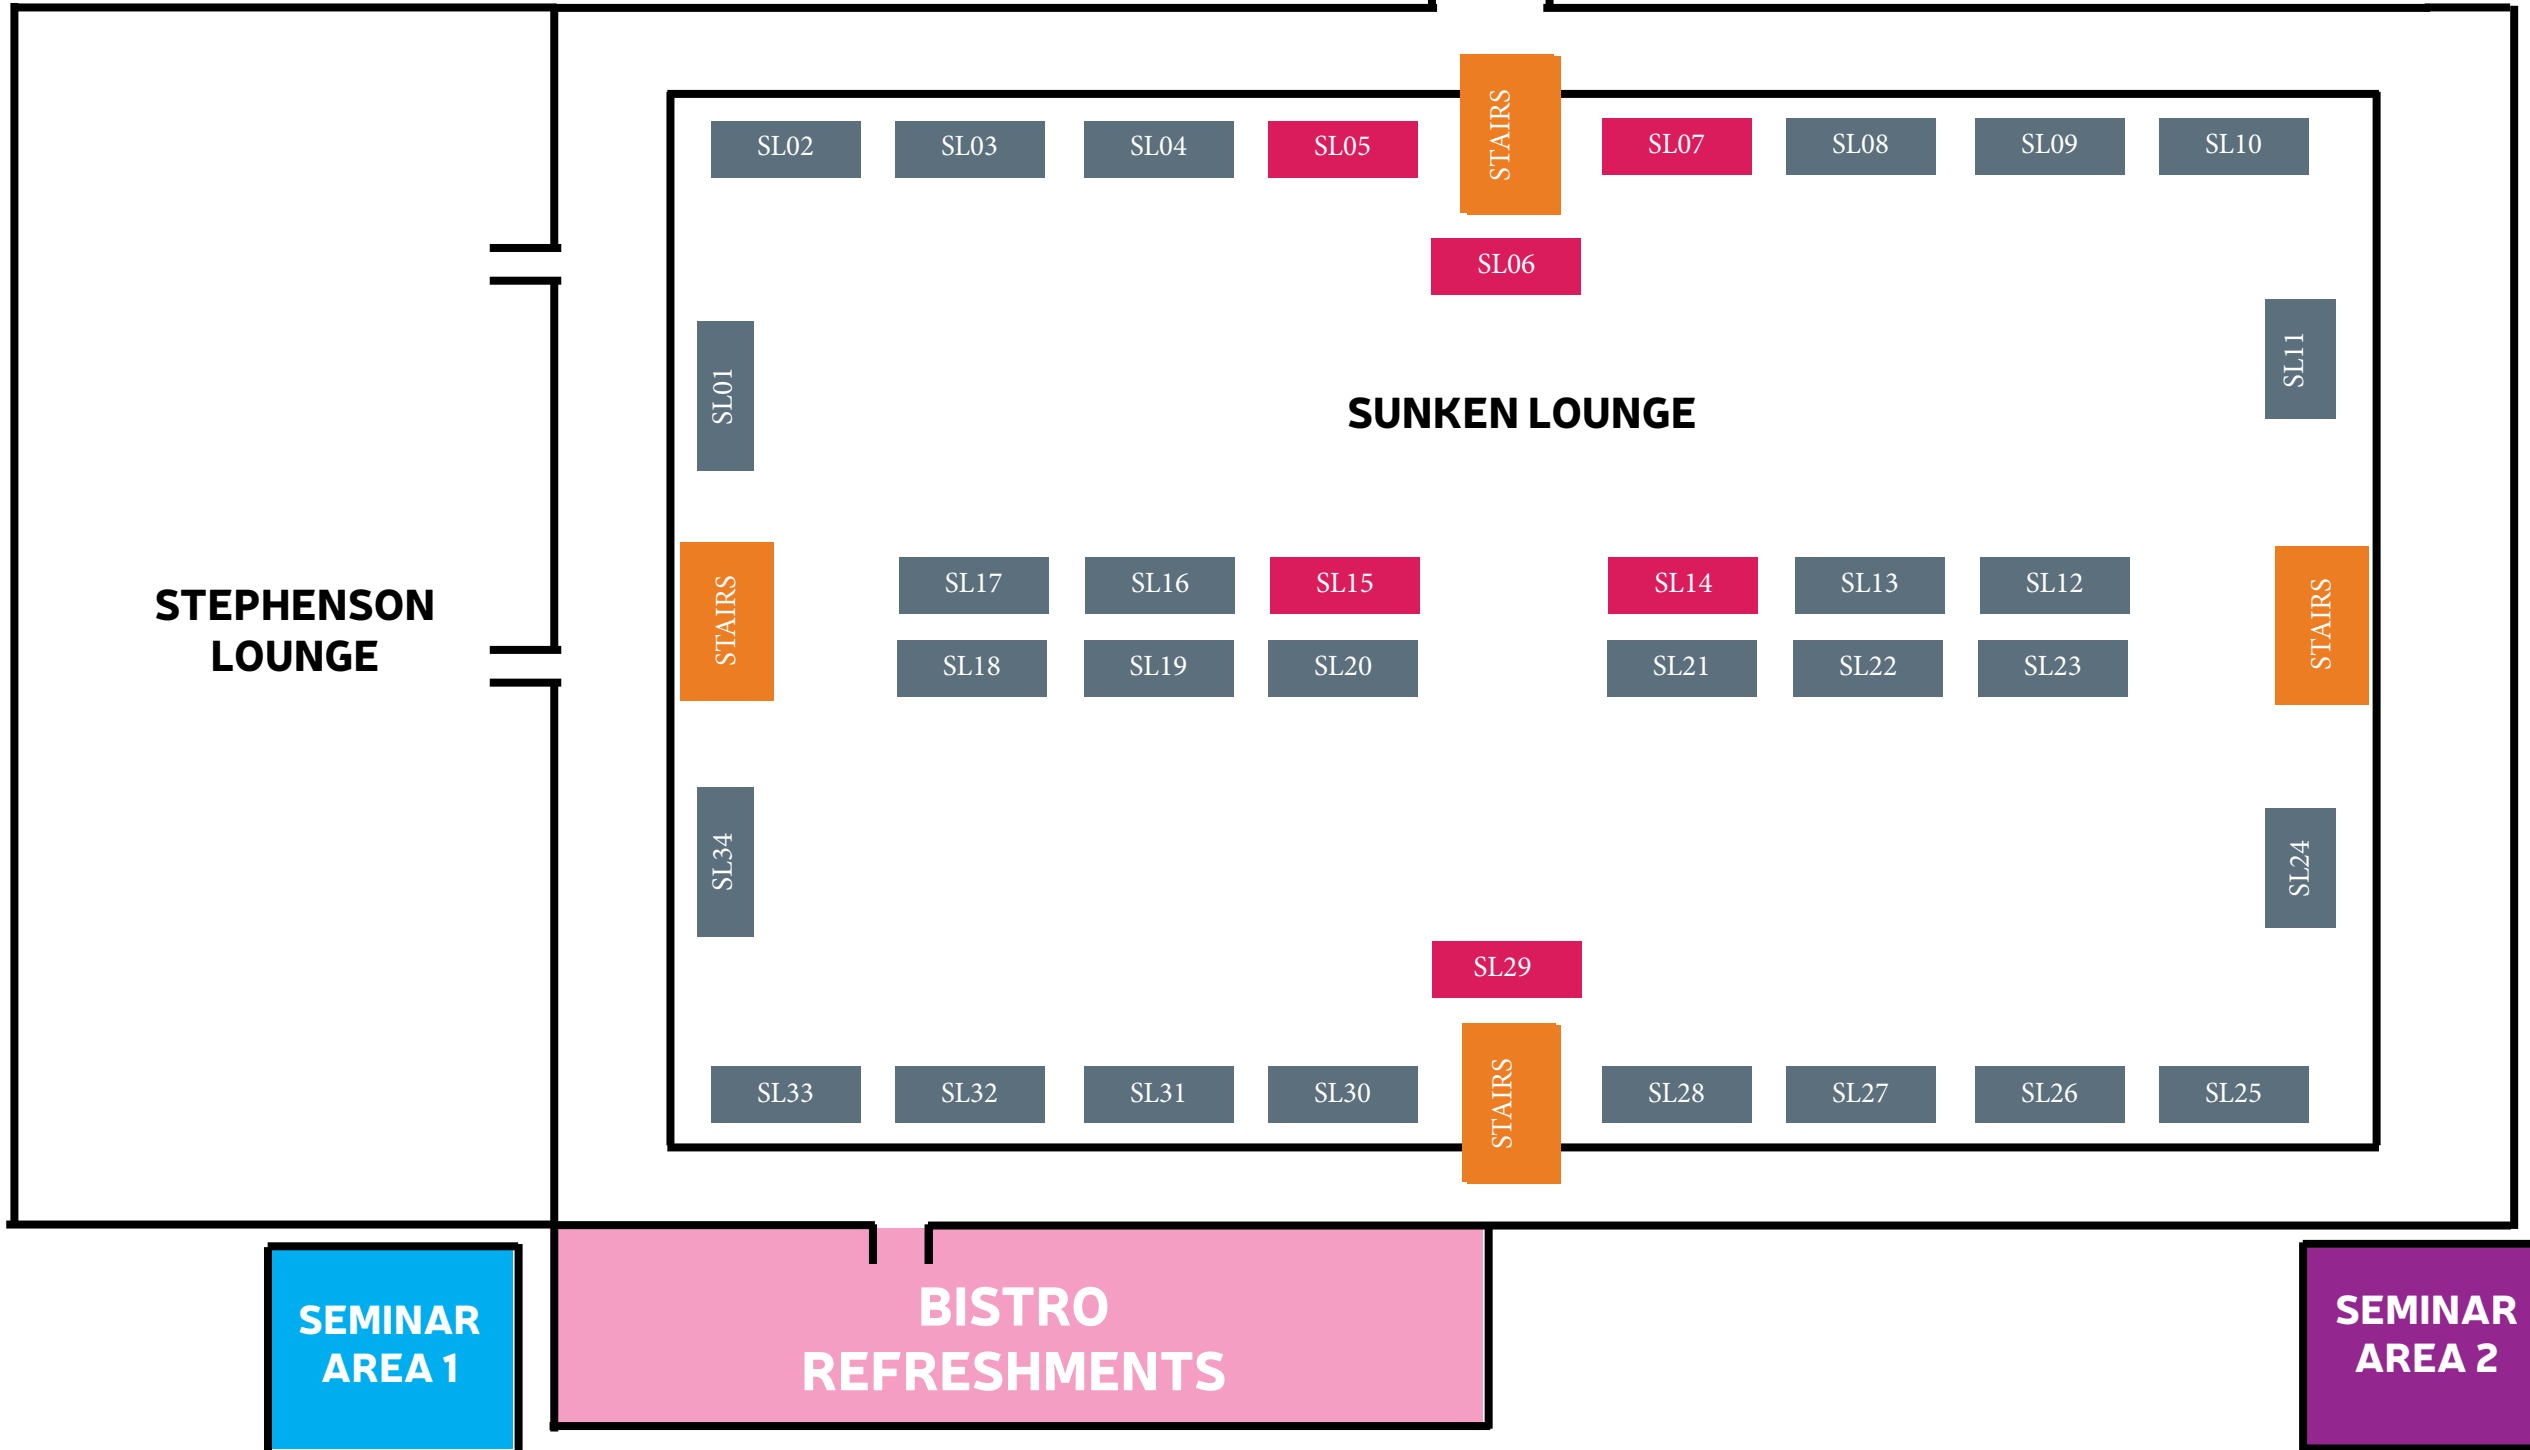 STAIRS
SL02
SL03
SL04
SL05
SL07
SL08
SL09
SL10
SL06
SL01
SL11
SUNKEN LOUNGE
STEPHENSON
LOUNGE
STAIRS
SL17
SL16
SL15
SL14
SL13
SL12
STAIRS
SL18
SL19
SL20
SL21
SL22
SL23
SL34
SL24
SL29
SL33
SL32
SL31
SL30
STAIRS
SL28
SL27
SL26
SL25
SEMINAR
AREA 1
BISTRO
REFRESHMENTS
SEMINAR
AREA 2